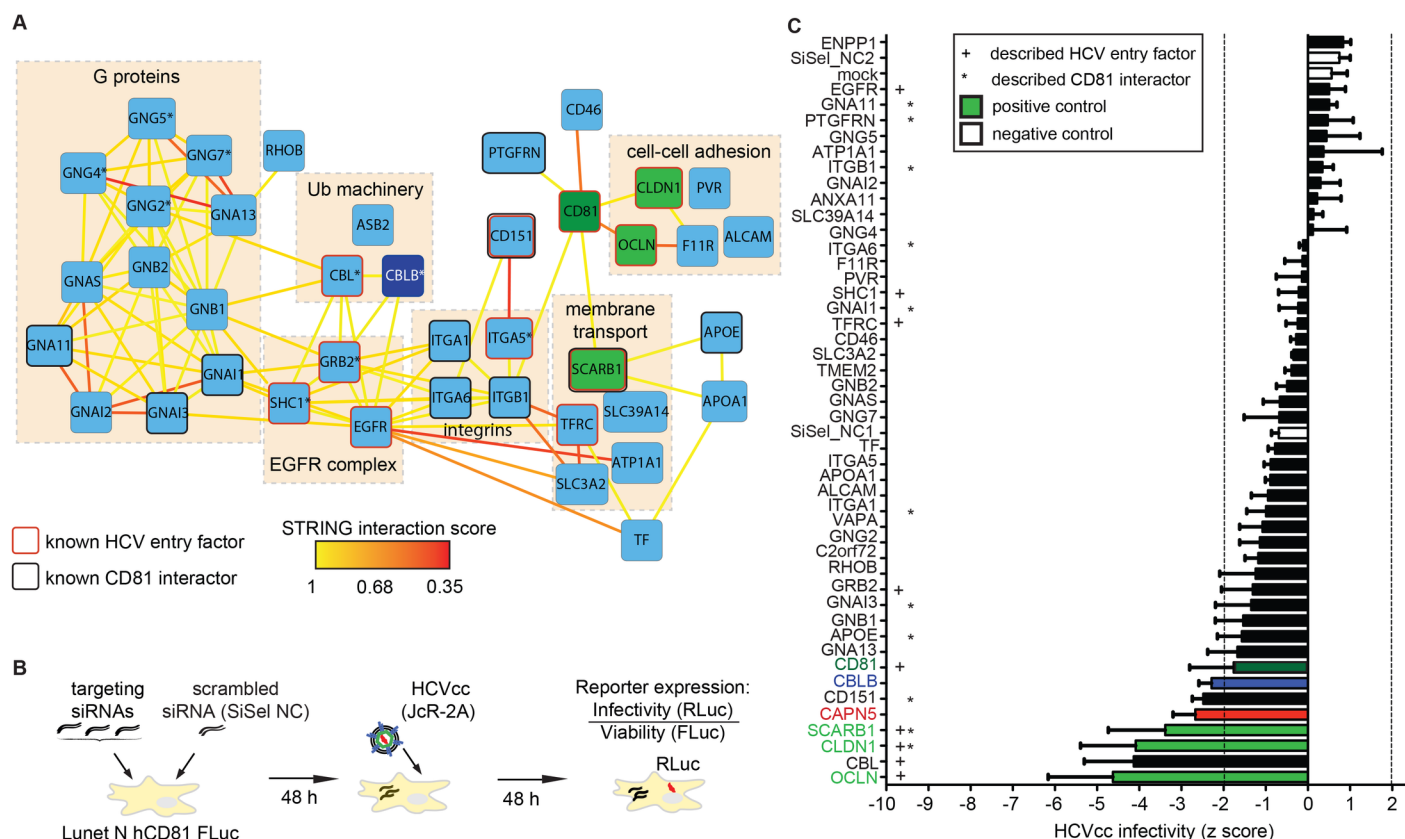 A
G proteins
GNG5*
GNG7*
GNG4*
RHOB
GNG2*
GNA13
GNB2
GNAS
GNB1
GNA11
GNAI1
GNAI2
GNAI3
Ub machinery
ASB2
CBL*
CBLB*
GRB2*
SHC1*
EGFR
EGFR complex
PTGFRN
CD46
CD151
CD81
cell-cell adhesion
CLDN1
PVR
OCLN
F11R
ALCAM
ITGA1
ITGA5*
ITGA6
ITGB1
integrins
membrane
transport
SCARB1
SLC39A14
TFRC
ATP1A1
SLC3A2
APOE
APOA1
TF
known HCV entry factor
known CD81 interactor
STRING interaction score
1 0.68 0.35
B
targeting
siRNAs
scrambled
siRNA (SiSel NC)
Lunet N hCD81 FLuc
48 h
HCVcc
(JcR-2A)
48 h
Reporter expression:
Infectivity (RLuc)
Viability (FLuc)
RLuc
C
+ described HCV entry factor
* described CD81 interactor
positive control
negative control
ENPP1
SiSel_NC2
mock
EGFR +
GNA11 *
PTGFRN *
GNG5
ATP1A1
ITGB1 *
GNAI2
ANXA11
SLC39A14
GNG4
ITGA6 *
F11R
PVR
SHC1 +
GNAI1 *
TFRC +
CD46
SLC3A2
TMEM2
GNB2
GNAS
GNG7
SiSel_NC1
TF
ITGA5
APOA1
ALCAM
ITGA1 *
VAPA
GNG2
C2orf72
RHOB
GRB2 +
GNAI3 *
GNB1
APOE *
GNA13
CD81 +
CBLB
CD151 *
CAPN5
SCARB1 + *
CLDN1 + *
CBL +
OCLN +
-10 -9 -8 -7 -6 -5 -4 -3 -2 -1 0 1 2
HCVcc infectivity (z score)